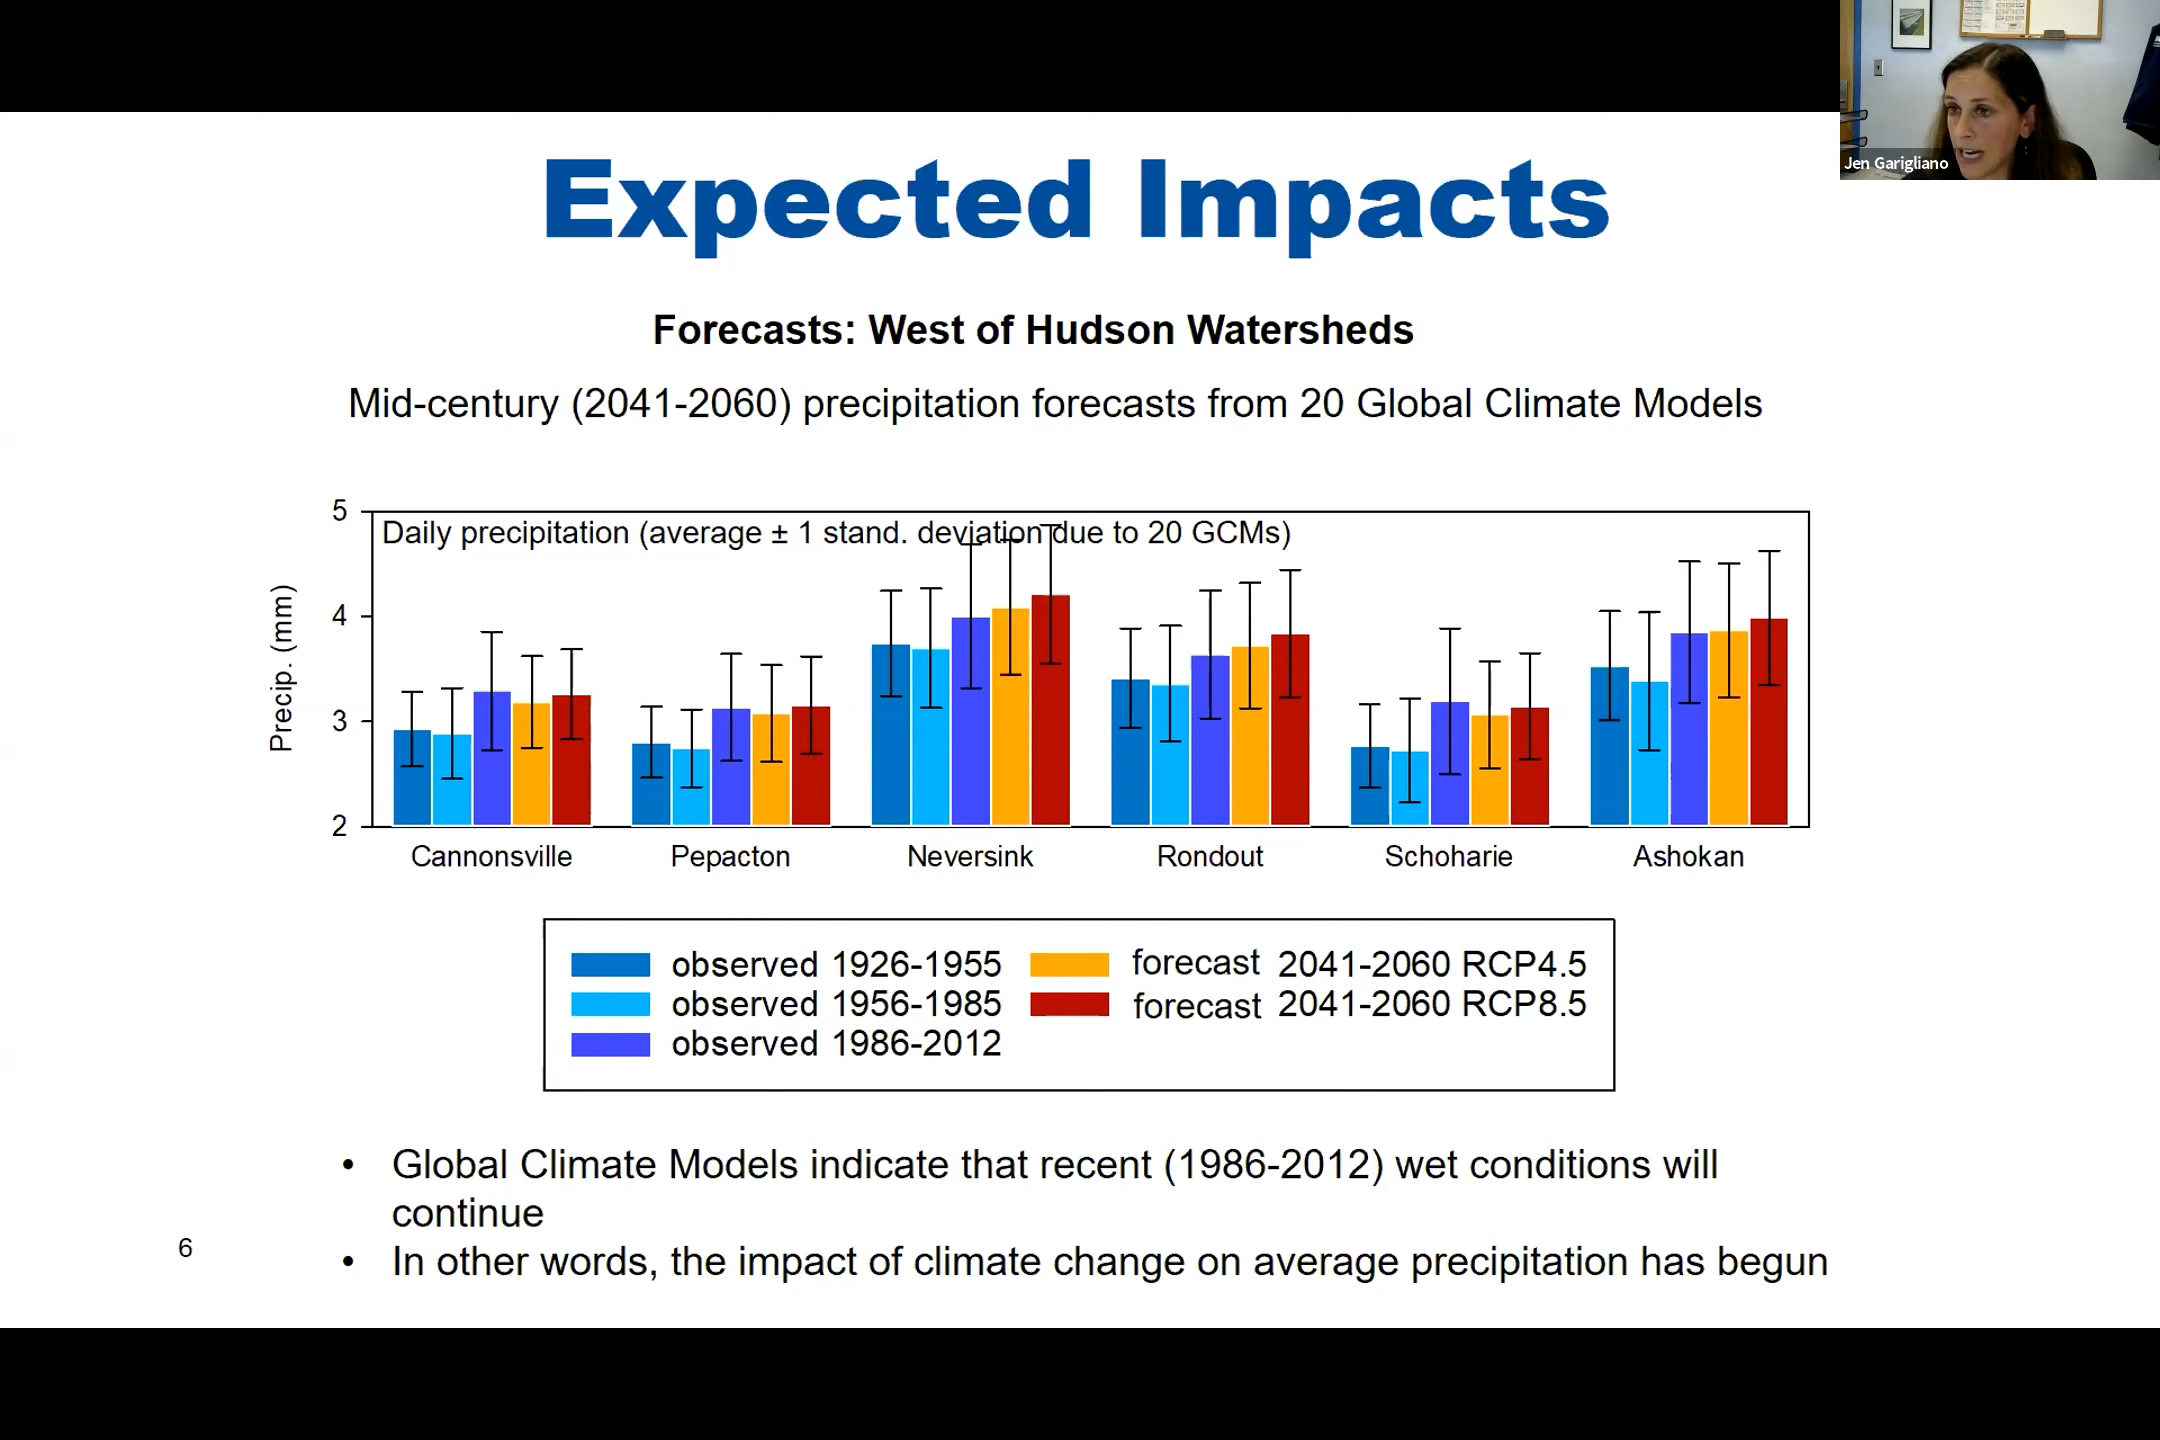 Jen Garigliano
Expected Impacts
Forecasts: West of Hudson Watersheds
Mid-century (2041-2060) precipitation forecasts from 20 Global Climate Models
Daily precipitation (average ± 1 stand. deviation due to 20 GCMs)
Precip. (mm)
5
4
3
2
Cannonsville Pepacton Neversink Rondout Schoharie Ashokan
observed 1926-1955 forecast 2041-2060 RCP4.5
observed 1956-1985 forecast 2041-2060 RCP8.5
observed 1986-2012
• Global Climate Models indicate that recent (1986-2012) wet conditions will
continue
• In other words, the impact of climate change on average precipitation has begun
6